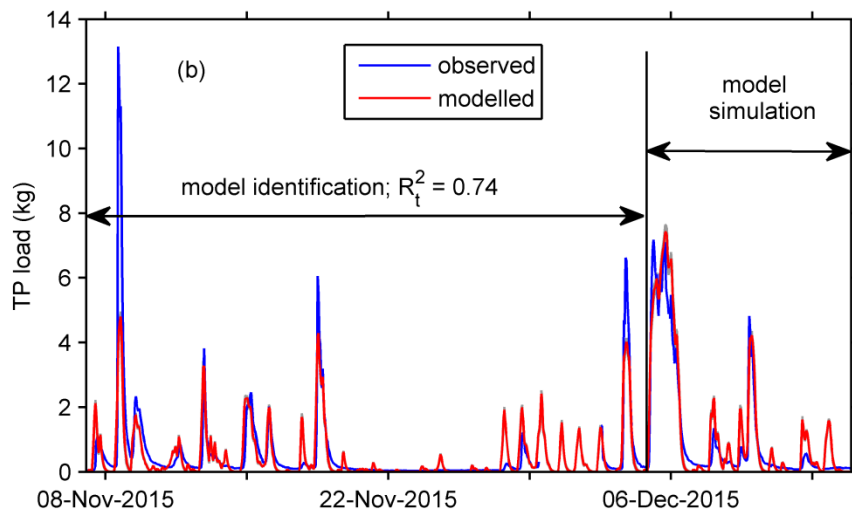 14
12
10
8
6
4
2
0
TP load (kg)
(b)
observed
modelled
model
simulation
model identification; R_t^2 = 0.74
08-Nov-2015
22-Nov-2015
06-Dec-2015